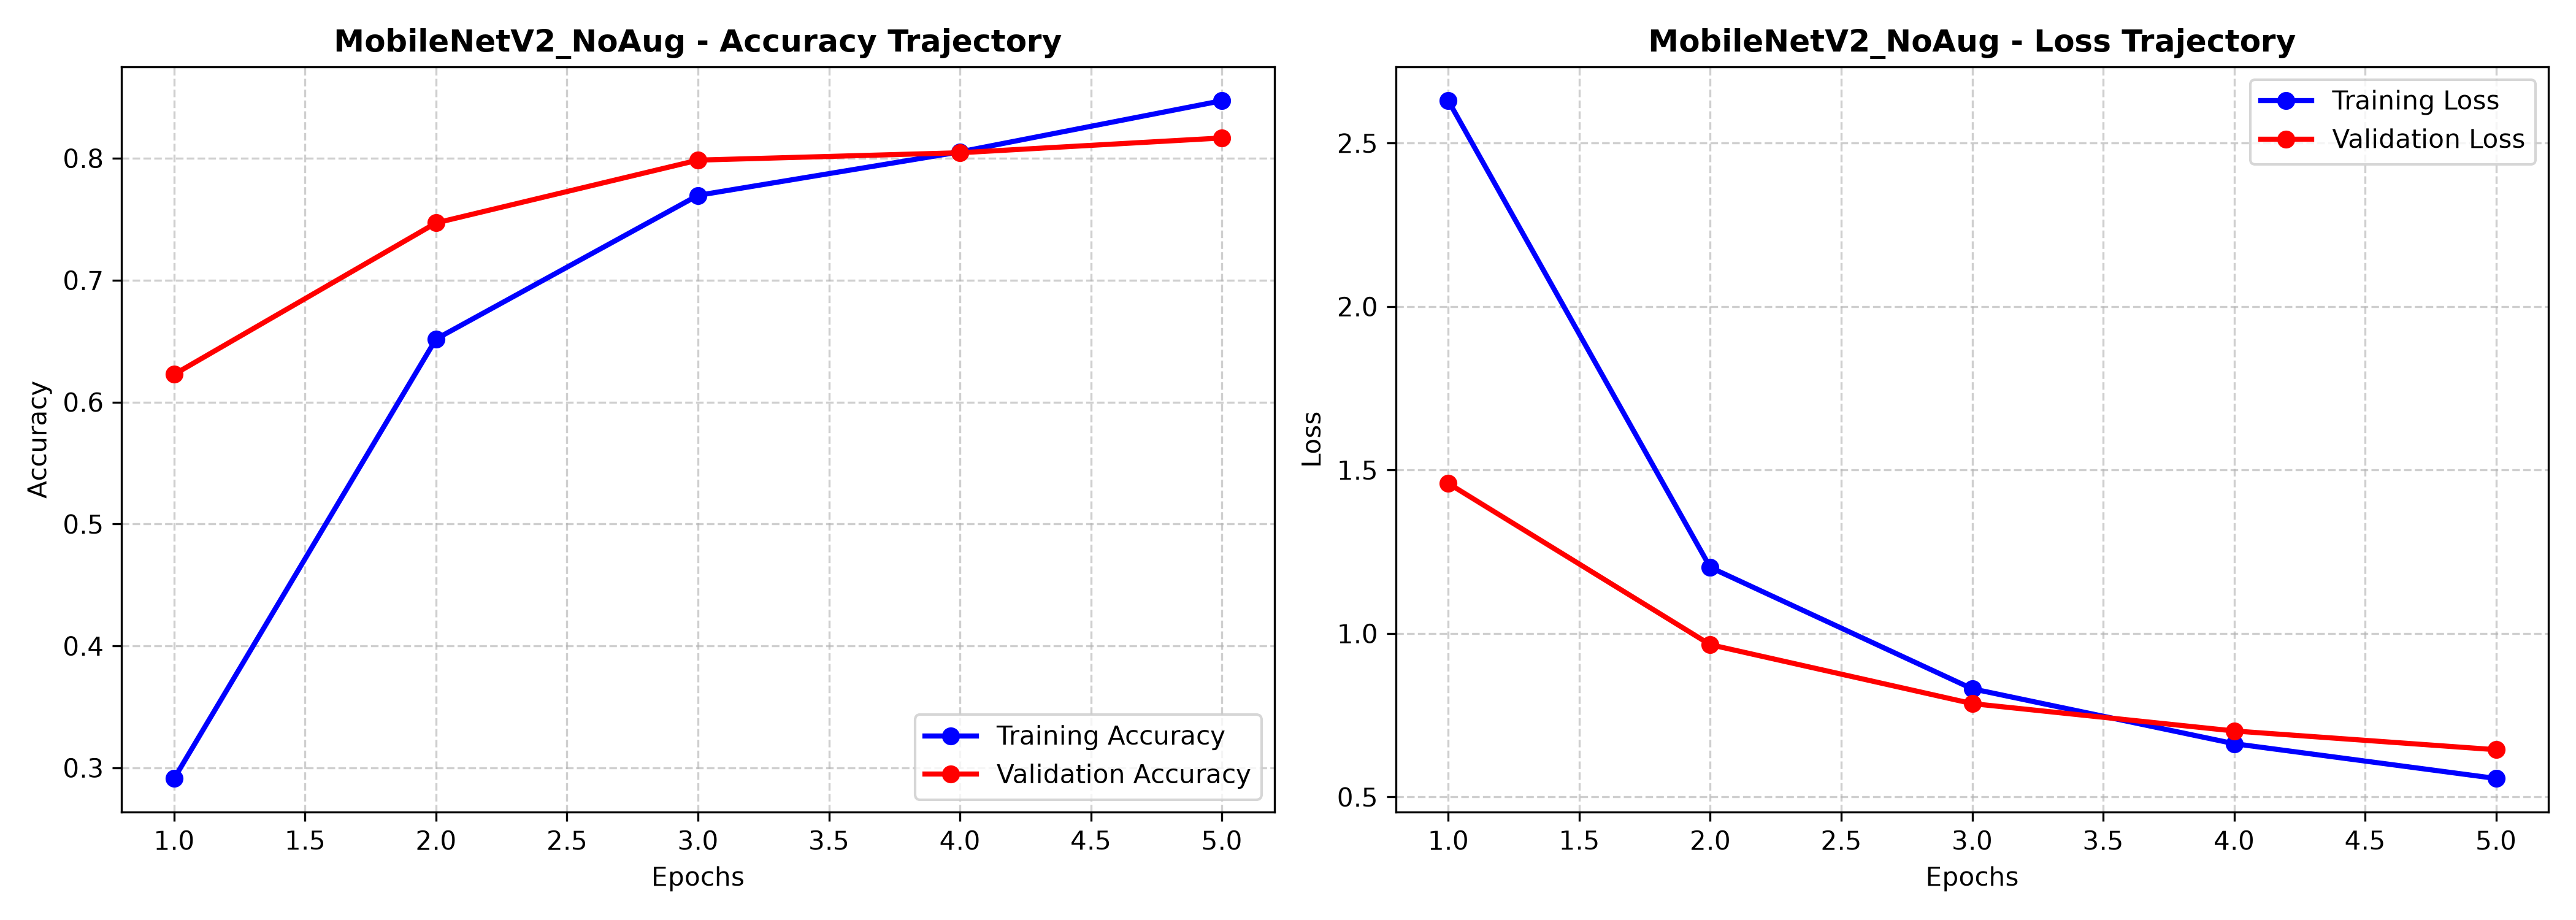 MobileNetV2_NoAug - Accuracy Trajectory
Accuracy
0.8
0.7
0.6
0.5
0.4
0.3
Training Accuracy
Validation Accuracy
1.0 1.5 2.0 2.5 3.0 3.5 4.0 4.5 5.0
Epochs
MobileNetV2_NoAug - Loss Trajectory
Loss
2.5
2.0
1.5
1.0
0.5
Training Loss
Validation Loss
1.0 1.5 2.0 2.5 3.0 3.5 4.0 4.5 5.0
Epochs